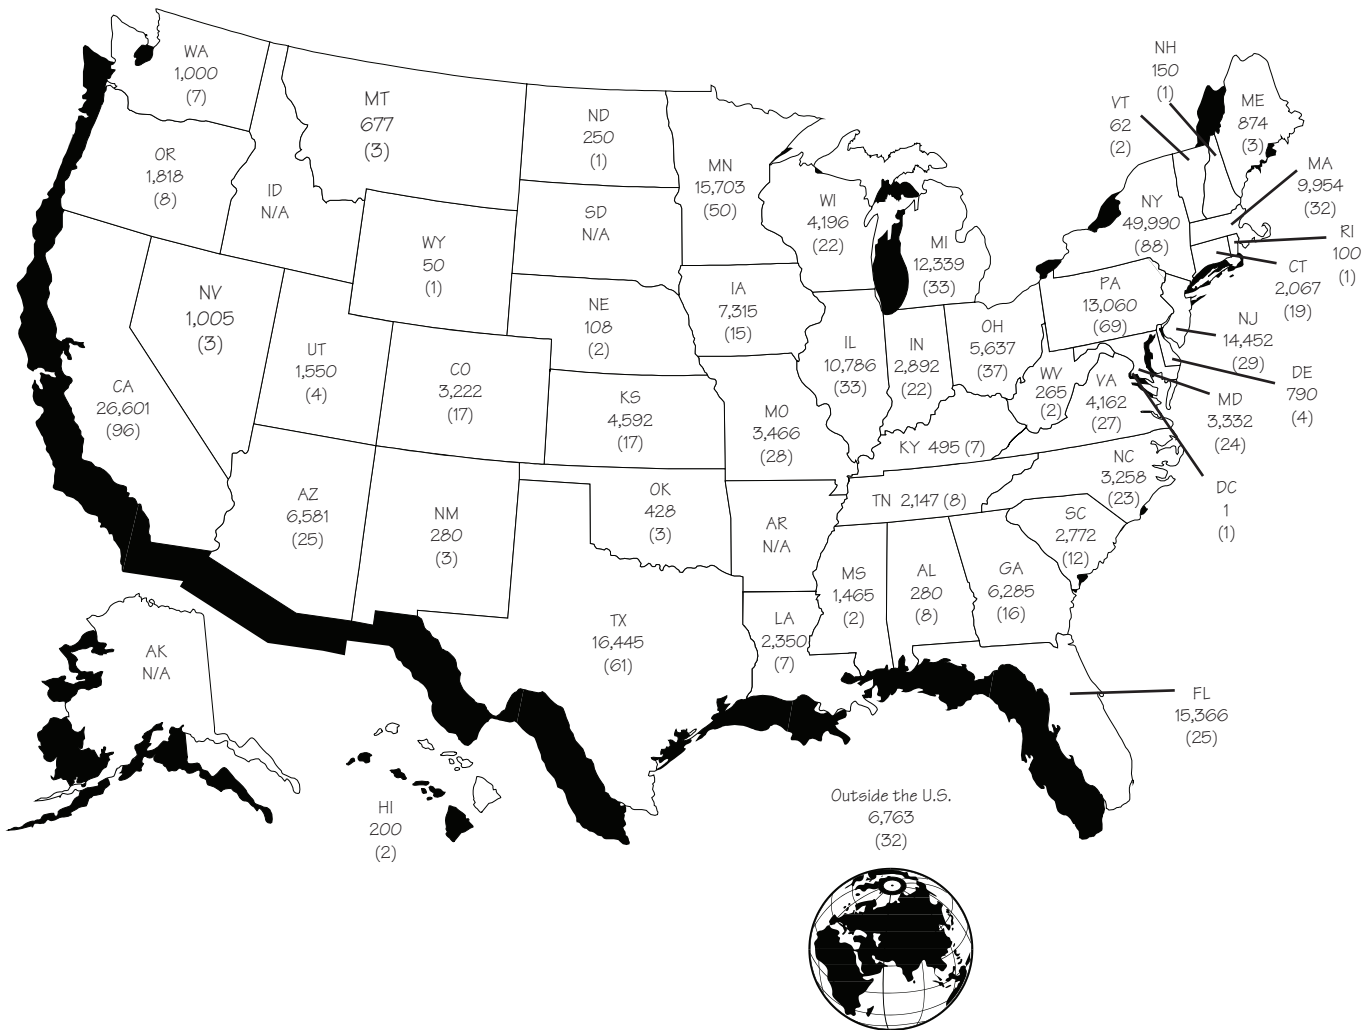 WA
1,000
(7)
OR
1,818
(8)
ID
N/A
MT
677
(3)
ND
250
(1)
SD
N/A
WY
50
(1)
NE
108
(2)
NV
1,005
(3)
UT
1,550
(4)
CO
3,222
(17)
KS
4,592
(17)
CA
26,601
(96)
AZ
6,581
(25)
NM
280
(3)
OK
428
(3)
TX
16,445
(61)
MN
15,703
(50)
IA
7,315
(15)
MO
3,466
(28)
AR
N/A
LA
2,350
(7)
WI
4,196
(22)
IL
10,786
(33)
MI
12,339
(33)
IN
2,892
(22)
OH
5,637
(37)
KY 495 (7)
TN 2,147 (8)
MS
1,465
(2)
AL
280
(8)
GA
6,285
(16)
SC
2,772
(12)
NC
3,258
(23)
WV
265
(2)
VA
4,162
(27)
PA
13,060
(69)
NY
49,990
(88)
VT
62
(2)
NH
150
(1)
ME
874
(3)
MA
9,954
(32)
RI
100
(1)
CT
2,067
(19)
NJ
14,452
(29)
DE
790
(4)
MD
3,332
(24)
DC
1
(1)
FL
15,366
(25)
AK
N/A
HI
200
(2)
Outside the U.S.
6,763
(32)